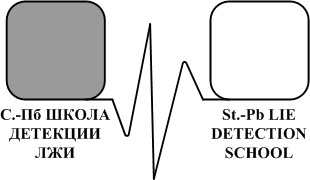 С.-Пб ШКОЛА
ДЕТЕКЦИИ
ЛЖИ
St.-Pb LIE
DETECTION
SCHOOL